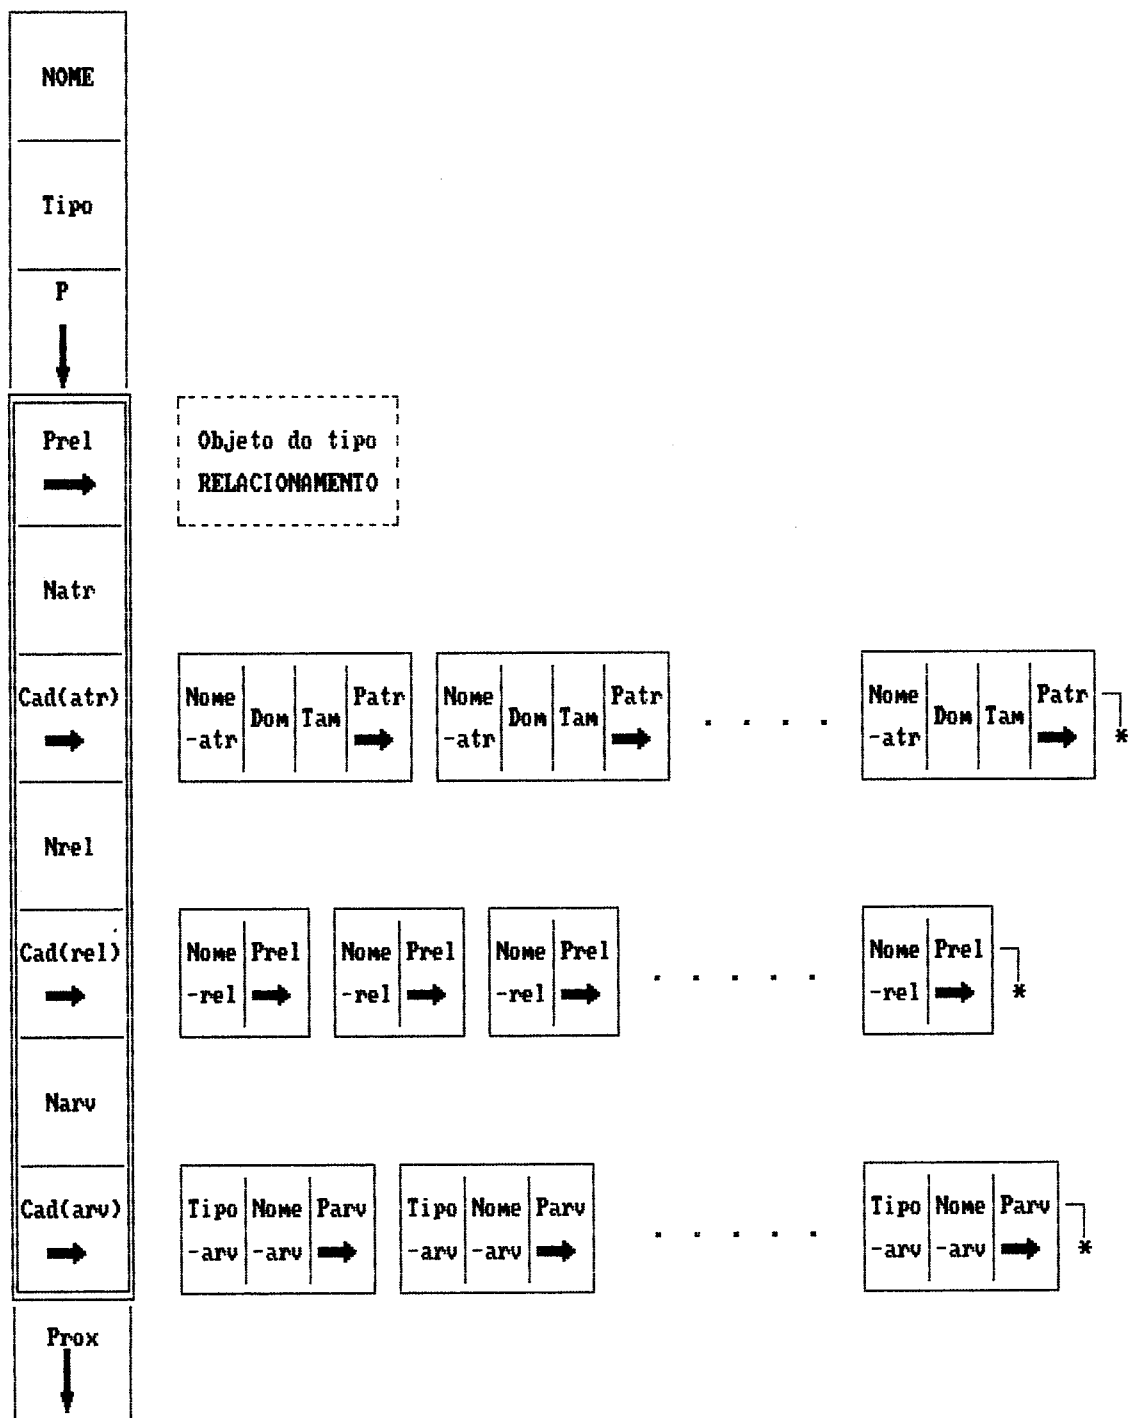 NOME
Tipo
P
Prel
Objeto do tipo
RELACIONAMENTO
Natr
Cad(atr)
Nome -atr Dom Tam Patr
Nome -atr Dom Tam Patr
. . . .
Nome -atr Dom Tam Patr
*
Nrel
Cad(rel)
Nome -rel Prel
Nome -rel Prel
Nome -rel Prel
. . . . .
Nome -rel Prel
*
Narv
Cad(arv)
Tipo -arv Nome -arv Parv
Tipo -arv Nome -arv Parv
. . . . .
Tipo -arv Nome -arv Parv
*
Prox